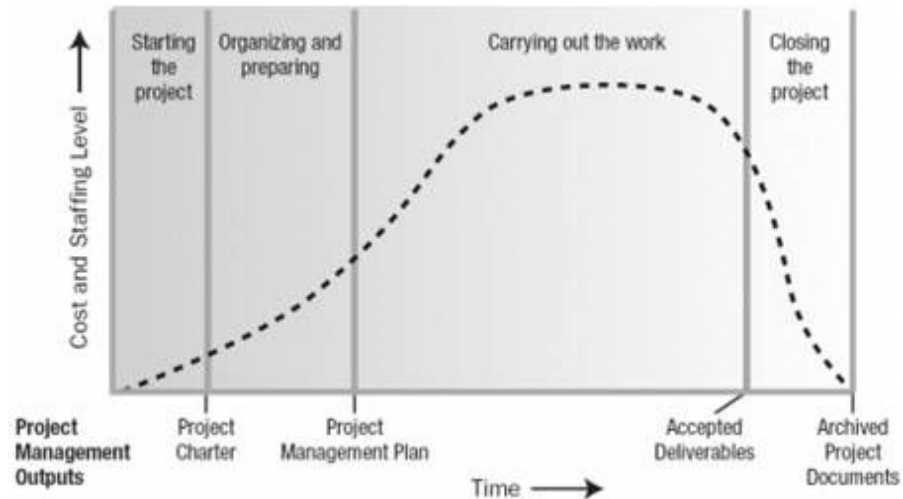 Cost and Staffing Level
Starting
the
project
Organizing and
preparing
Carrying out the work
Closing
the
project
Project
Management
Outputs
Project
Charter
Project
Management Plan
Accepted
Deliverables
Archived
Project
Documents
Time